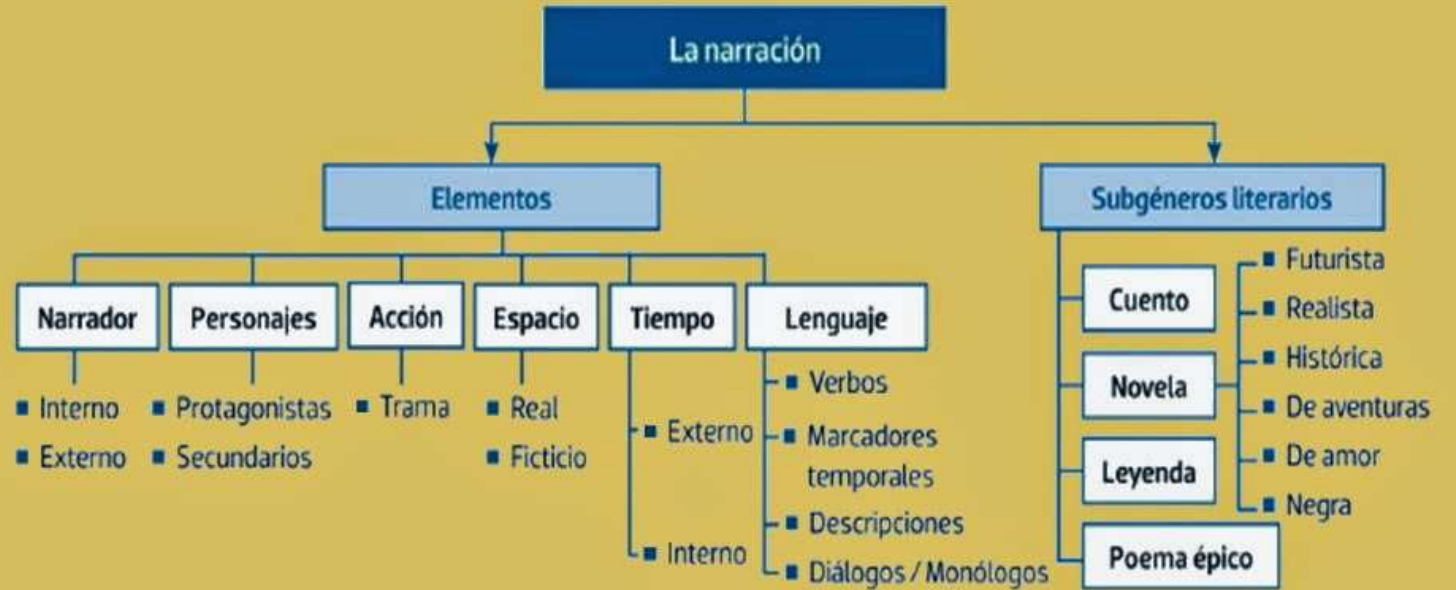 La narración
Elementos
Subgéneros literarios
Narrador
Personajes
Acción
Espacio
Tiempo
Lenguaje
■ Interno
■ Externo
■ Protagonistas
■ Secundarios
■ Trama
■ Real
■ Ficticio
■ Externo
■ Interno
■ Verbos
■ Marcadores
temporales
■ Descripciones
■ Diálogos / Monólogos
Cuento
Novela
Leyenda
Poema épico
■ Futurista
■ Realista
■ Histórica
■ De aventuras
■ De amor
■ Negra